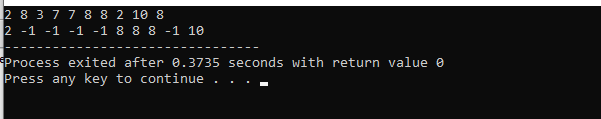 2 8 3 7 7 8 8 2 10 8
2 -1 -1 -1 -1 8 8 8 -1 10
--------------------------------
Process exited after 0.3735 seconds with return value 0
Press any key to continue . . .